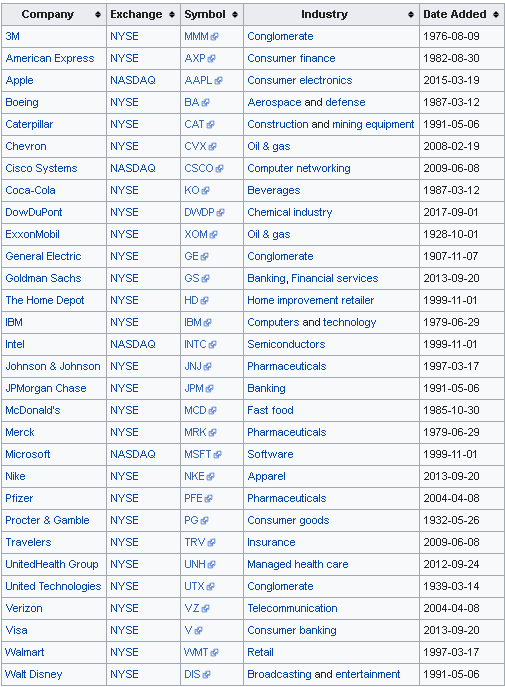 Company Exchange Symbol Industry Date Added
3M NYSE MMM Conglomerate 1976-08-09
American Express NYSE AXP Consumer finance 1982-08-30
Apple NASDAQ AAPL Consumer electronics 2015-03-19
Boeing NYSE BA Aerospace and defense 1987-03-12
Caterpillar NYSE CAT Construction and mining equipment 1991-05-06
Chevron NYSE CVX Oil & gas 2008-02-19
Cisco Systems NASDAQ CSCO Computer networking 2009-06-08
Coca-Cola NYSE KO Beverages 1987-03-12
DowDuPont NYSE DWDP Chemical industry 2017-09-01
ExxonMobil NYSE XOM Oil & gas 1928-10-01
General Electric NYSE GE Conglomerate 1907-11-07
Goldman Sachs NYSE GS Banking, Financial services 2013-09-20
The Home Depot NYSE HD Home improvement retailer 1999-11-01
IBM NYSE IBM Computers and technology 1979-06-29
Intel NASDAQ INTC Semiconductors 1999-11-01
Johnson & Johnson NYSE JNJ Pharmaceuticals 1997-03-17
JPMorgan Chase NYSE JPM Banking 1991-05-06
McDonald's NYSE MCD Fast food 1985-10-30
Merck NYSE MRK Pharmaceuticals 1979-06-29
Microsoft NASDAQ MSFT Software 1999-11-01
Nike NYSE NKE Apparel 2013-09-20
Pfizer NYSE PFE Pharmaceuticals 2004-04-08
Procter & Gamble NYSE PG Consumer goods 1932-05-26
Travelers NYSE TRV Insurance 2009-06-08
UnitedHealth Group NYSE UNH Managed health care 2012-09-24
United Technologies NYSE UTX Conglomerate 1939-03-14
Verizon NYSE VZ Telecommunication 2004-04-08
Visa NYSE V Consumer banking 2013-09-20
Walmart NYSE WMT Retail 1997-03-17
Walt Disney NYSE DIS Broadcasting and entertainment 1991-05-06